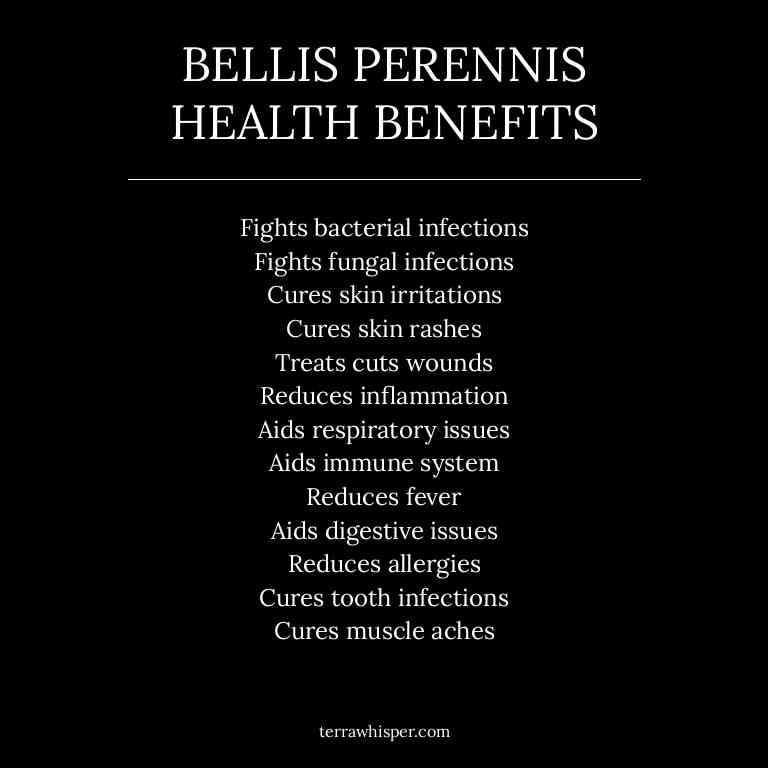 BELLIS PERENNIS
HEALTH BENEFITS
Fights bacterial infections
Fights fungal infections
Cures skin irritations
Cures skin rashes
Treats cuts wounds
Reduces inflammation
Aids respiratory issues
Aids immune system
Reduces fever
Aids digestive issues
Reduces allergies
Cures tooth infections
Cures muscle aches
terrawhisper.com